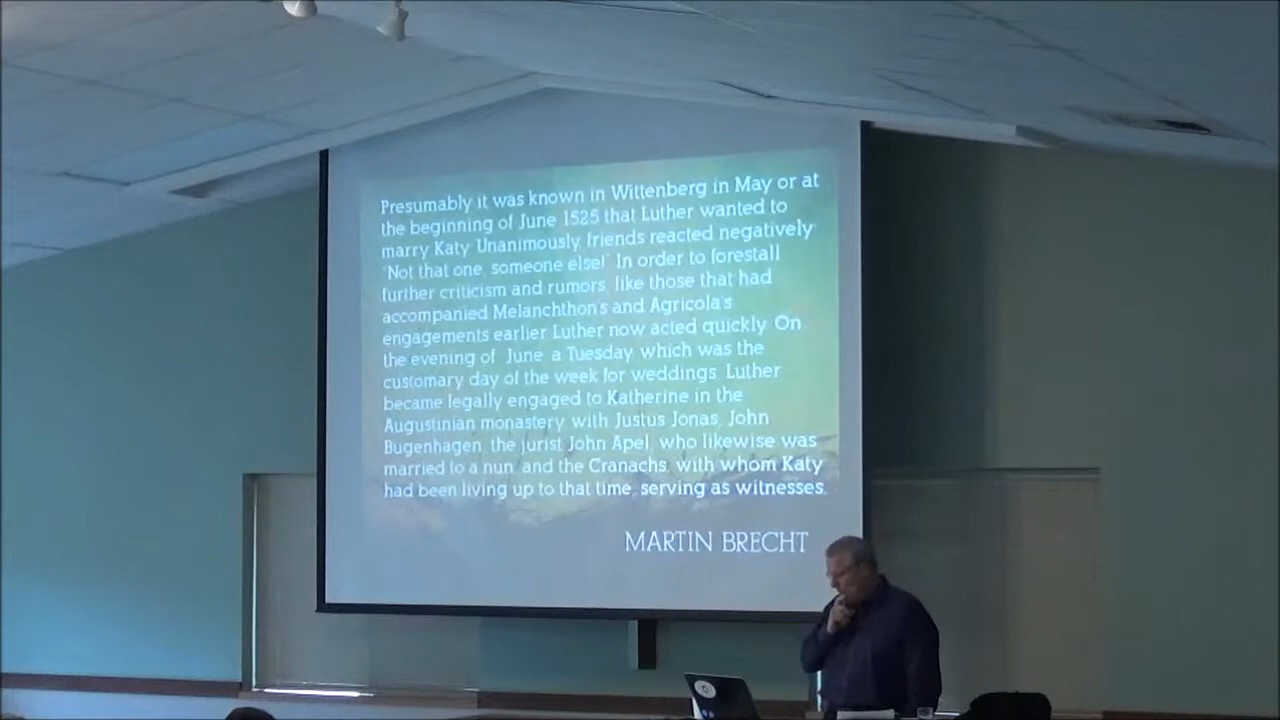 Presumably it was known in Wittenberg in May or at
the beginning of June 1525 that Luther wanted to
marry Katy. Unanimously, friends reacted negatively
"Not that one, someone else!" In order to forestall
further criticism and rumors, like those that had
accompanied Melanchthon's and Agricola's
engagements earlier Luther now acted quickly. On
the evening of June a Tuesday which was the
customary day of the week for weddings, Luther
became legally engaged to Katherine in the
Augustinian monastery, with Justus Jonas, John
Bugenhagen, the jurist John Apel, who likewise was
married to a nun, and the Cranachs, with whom Katy
had been living up to that time, serving as witnesses.
MARTIN BRECHT